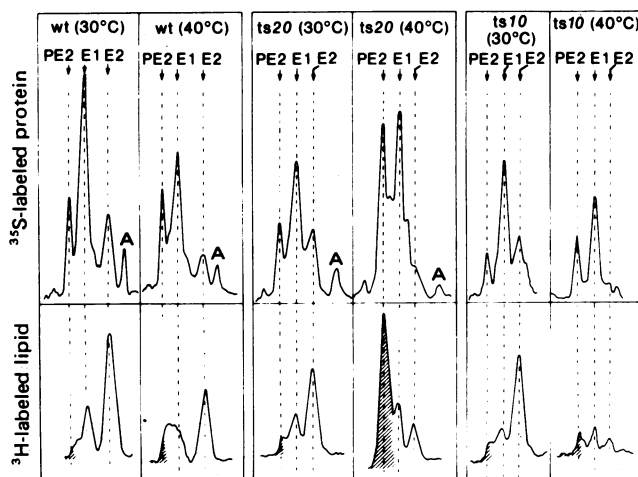 wt (30°C)
wt (40°C)
ts20 (30°C)
ts20 (40°C)
ts10
(30°C)
ts10 (40°C)
PE2 E1 E2
PE2 E1 E2
PE2 E1 E2
PE2 E1 E2
PE2 E1 E2
PE2 E1 E2
35S-labeled protein
A
A
A
A
3H-labeled lipid